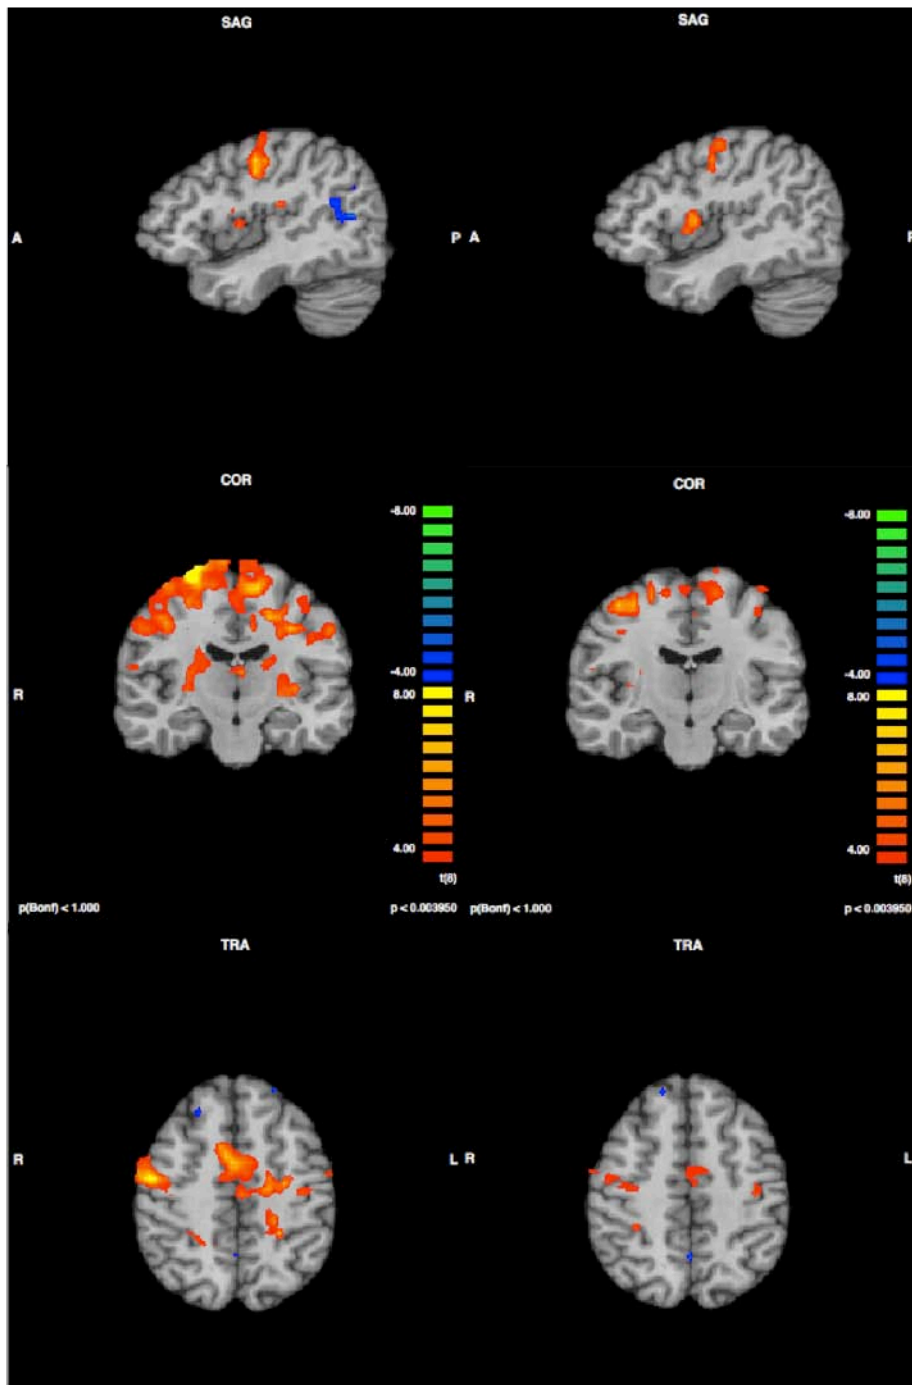 SAG
SAG
A
P
A
COR
COR
-8.00
-8.00
-4.00
-4.00
R
8.00
R
8.00
4.00
4.00
t(8)
t(8)
p(Bonf) < 1.000
p < 0.003950
p(Bonf) < 1.000
p < 0.003950
TRA
TRA
R
L
R
L